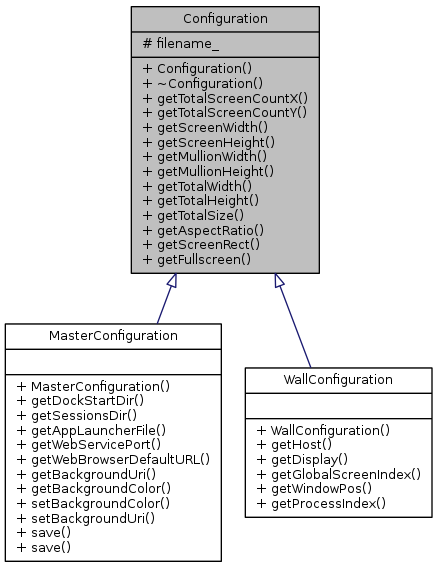 Configuration
# filename_
+ Configuration()
+ ~Configuration()
+ getTotalScreenCountX()
+ getTotalScreenCountY()
+ getScreenWidth()
+ getScreenHeight()
+ getMullionWidth()
+ getMullionHeight()
+ getTotalWidth()
+ getTotalHeight()
+ getTotalSize()
+ getAspectRatio()
+ getScreenRect()
+ getFullscreen()
MasterConfiguration
+ MasterConfiguration()
+ getDockStartDir()
+ getSessionsDir()
+ getAppLauncherFile()
+ getWebServicePort()
+ getWebBrowserDefaultURL()
+ getBackgroundUri()
+ getBackgroundColor()
+ setBackgroundColor()
+ setBackgroundUri()
+ save()
+ save()
WallConfiguration
+ WallConfiguration()
+ getHost()
+ getDisplay()
+ getGlobalScreenIndex()
+ getWindowPos()
+ getProcessIndex()